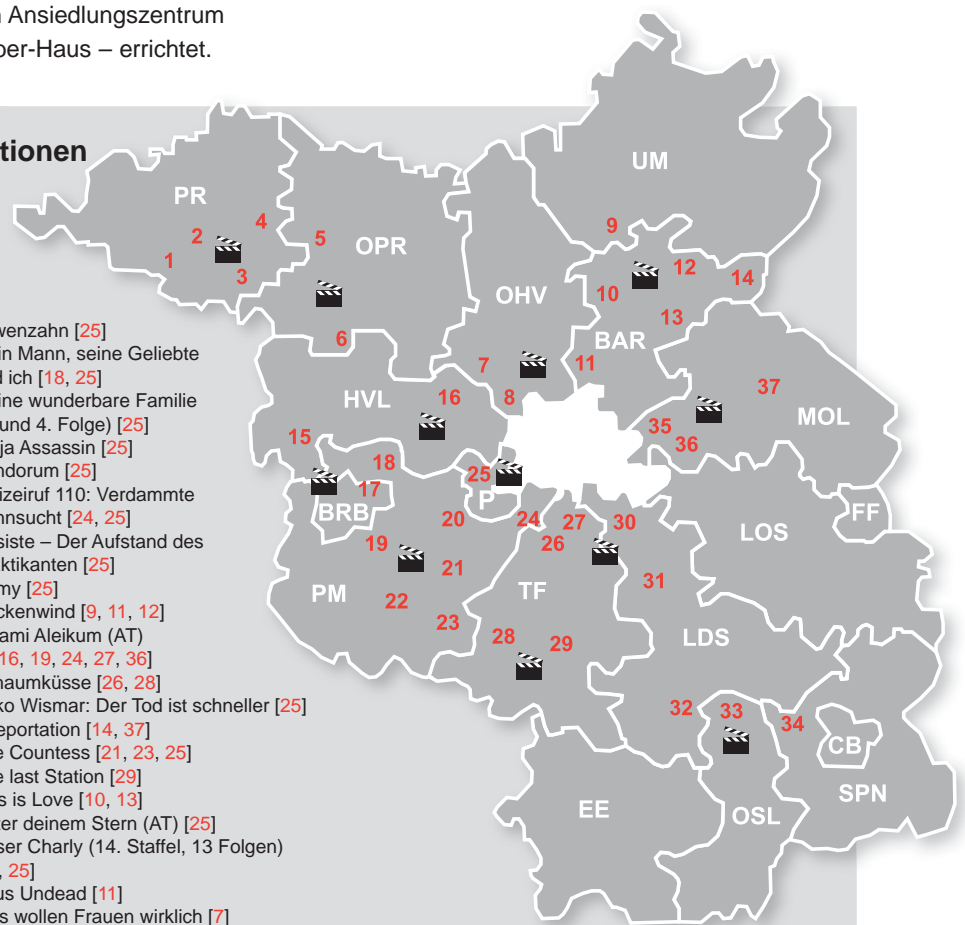 Ansiedlungszentrum
ber-Haus – errichtet.
tionen
wenzahn [25]
in Mann, seine Geliebte
d ich [18, 25]
ine wunderbare Familie
und 4. Folge) [25]
ja Assassin [25]
ndorum [25]
izeiruf 110: Verdammte
hnsucht [24, 25]
siste – Der Aufstand des
ktikanten [25]
my [25]
ckenwind [9, 11, 12]
ami Aleikum (AT)
16, 19, 24, 27, 36]
haumküsse [26, 28]
ko Wismar: Der Tod ist schneller [25]
eportation [14, 37]
e Countess [21, 23, 25]
e last Station [29]
s is Love [10, 13]
ter deinem Stern (AT) [25]
ser Charly (14. Staffel, 13 Folgen)
, 25]
us Undead [11]
s wollen Frauen wirklich [7]
UM
PR
4
2
9
5
OPR
1
3
12
14
10
OHV
13
6
BAR
7
11
37
HVL
16
8
MOL
35
15
36
18
25
17
P
BRB
20
24
27
30
FF
LOS
19
26
21
31
PM
22
TF
23
28
29
LDS
32
33
34
CB
SPN
EE
OSL